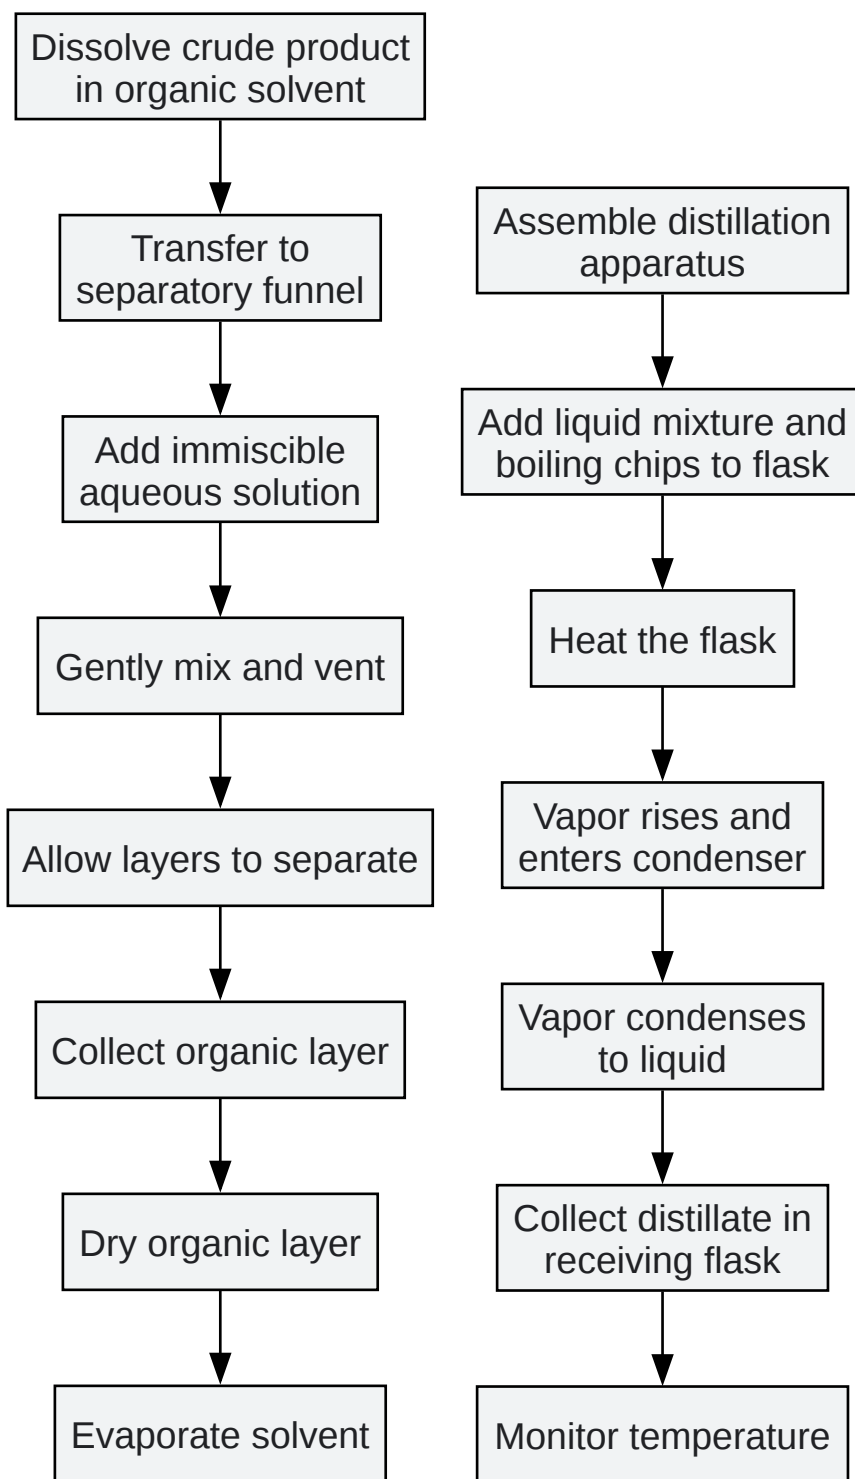 Dissolve crude product
in organic solvent
Transfer to
separatory funnel
Add immiscible
aqueous solution
Gently mix and vent
Allow layers to separate
Collect organic layer
Dry organic layer
Evaporate solvent
Assemble distillation
apparatus
Add liquid mixture and
boiling chips to flask
Heat the flask
Vapor rises and
enters condenser
Vapor condenses
to liquid
Collect distillate in
receiving flask
Monitor temperature